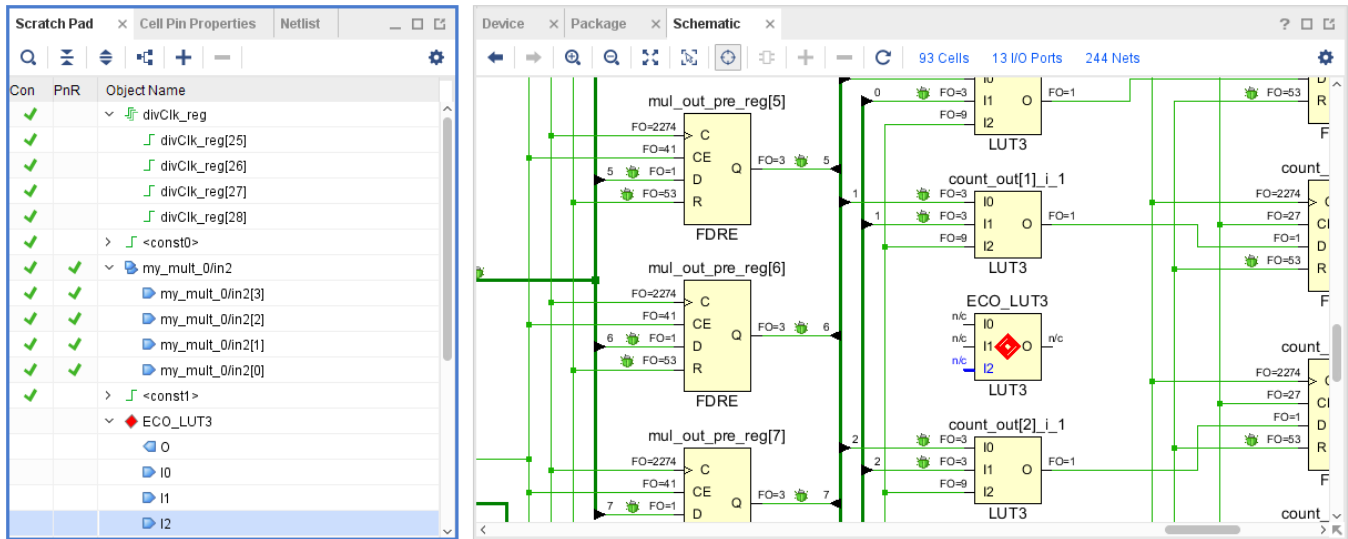 Scratch Pad × Cell Pin Properties Netlist
Con PnR Object Name
divClk_reg
divClk_reg[25]
divClk_reg[26]
divClk_reg[27]
divClk_reg[28]
<const0>
my_mult_0/in2
my_mult_0/in2[3]
my_mult_0/in2[2]
my_mult_0/in2[1]
my_mult_0/in2[0]
<const1>
ECO_LUT3
O
I0
I1
I2
Device × Package × Schematic ×
93 Cells 13 I/O Ports 244 Nets
mul_out_pre_reg[5]
FO=2274 C
FO=41 CE
5 FO=1 D
FO=53 R
Q FO=3 5
FDRE
mul_out_pre_reg[6]
FO=2274 C
FO=41 CE
6 FO=1 D
FO=53 R
Q FO=3 6
FDRE
mul_out_pre_reg[7]
FO=2274 C
FO=41 CE
7 FO=1 D
Q FO=3 7
I0
0 FO=3 I1 O FO=1
FO=9 I2
LUT3
count_out[1]_i_1
1 FO=3 I0
1 FO=3 I1 O FO=1
FO=9 I2
LUT3
ECO_LUT3
n/c I0
n/c I1 O n/c
n/c I2
LUT3
count_out[2]_i_1
2 FO=3 I0
2 FO=3 I1 O FO=1
FO=9 I2
LUT3
D
FO=53 R
F
count_
FO=2274 C
FO=27 CI
FO=1 D
FO=53 R
F
count_
FO=2274 C
FO=27 CI
FO=1 D
FO=53 R
F
count_